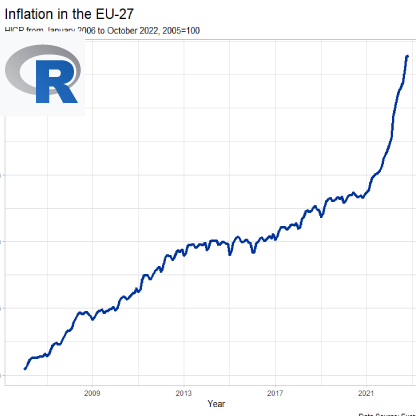 Inflation in the EU-27
HICP from January 2006 to October 2022, 2005=100
R
2009 2013 2017 2021
Year